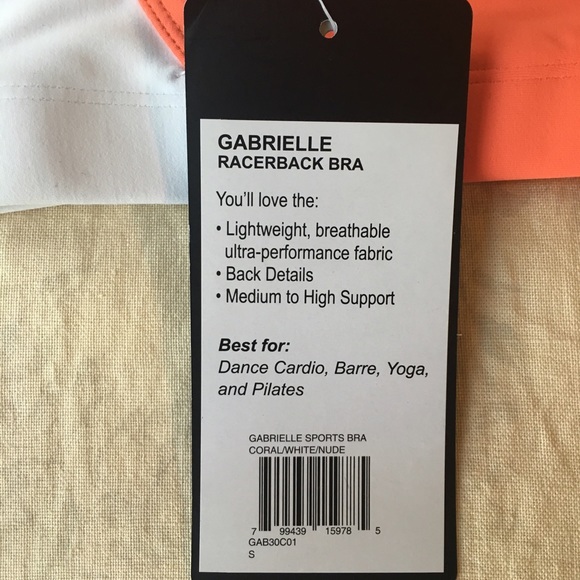 GABRIELLE
RACERBACK BRA
You'll love the:
• Lightweight, breathable
ultra-performance fabric
• Back Details
• Medium to High Support
Best for:
Dance Cardio, Barre, Yoga,
and Pilates
GABRIELLE SPORTS BRA
CORAL/WHITE/NUDE
7 99439 15978 5
GAB30C01
S